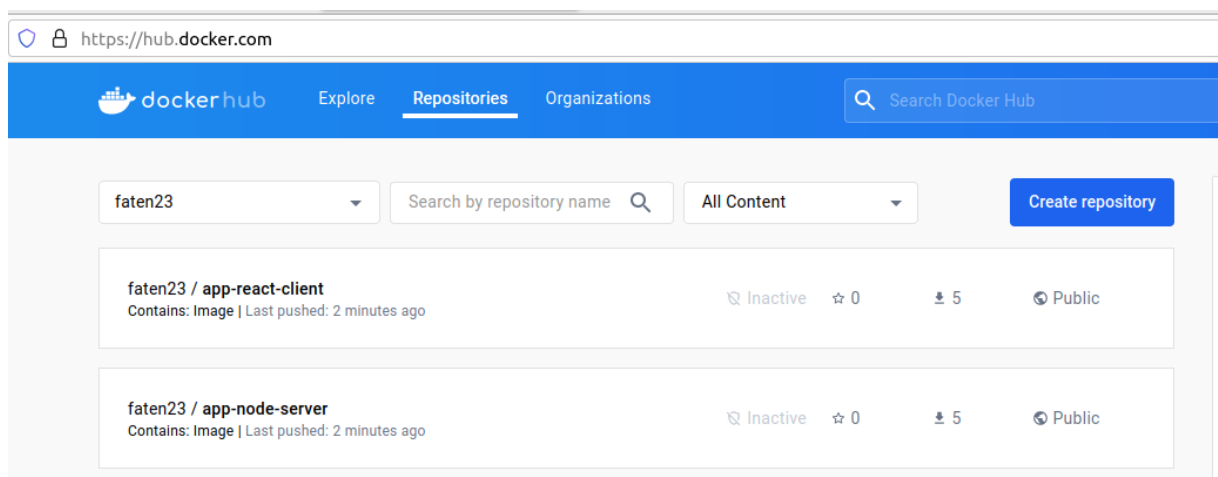 https://hub.docker.com
dockerhub Explore Repositories Organizations Search Docker Hub
faten23 Search by repository name All Content Create repository
faten23 / app-react-client
Contains: Image | Last pushed: 2 minutes ago
Inactive 0 5 Public
faten23 / app-node-server
Contains: Image | Last pushed: 2 minutes ago
Inactive 0 5 Public